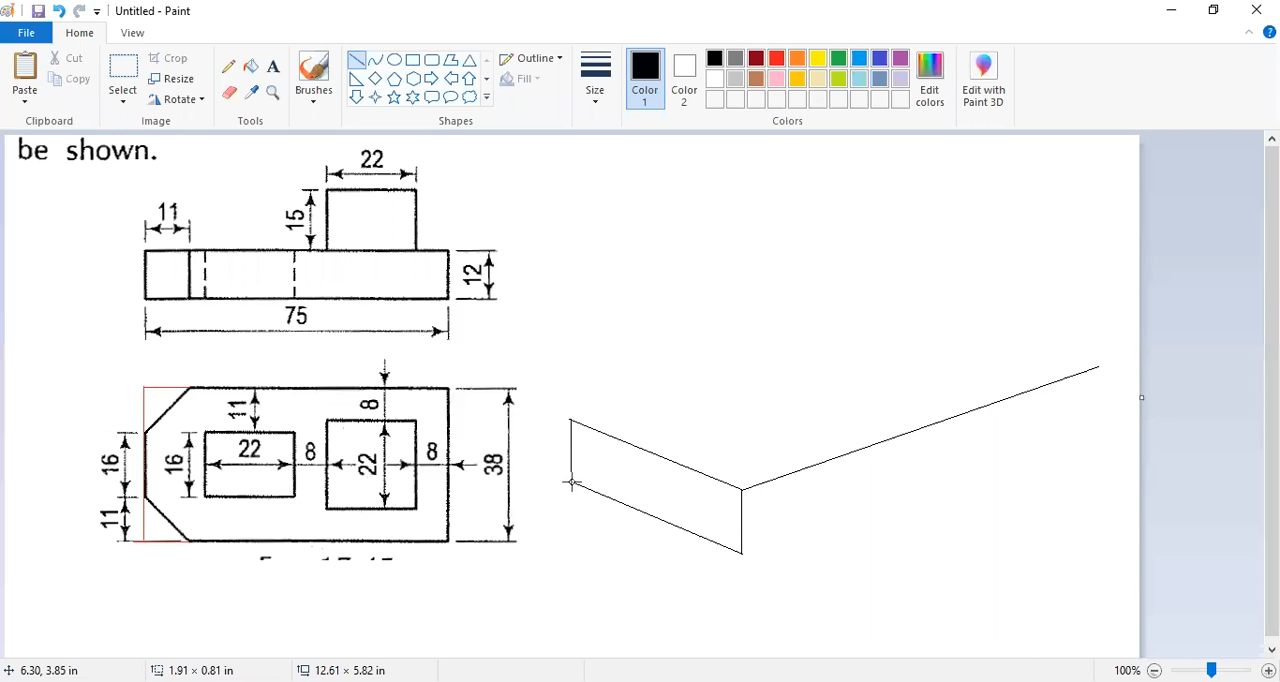 Untitled - Paint
File
Home
View
Paste
Cut
Copy
Clipboard
Select
Crop
Resize
Rotate
Image
A
Tools
Brushes
Outline
Fill
Shapes
Size
Color
1
Color
2
Edit
colors
Colors
Edit with
Paint 3D
be shown.
22
11
15
12
75
8
11
16
16
22
8
22
8
38
11
6.30, 3.85 in
1.91 × 0.81 in
12.61 × 5.82 in
100%